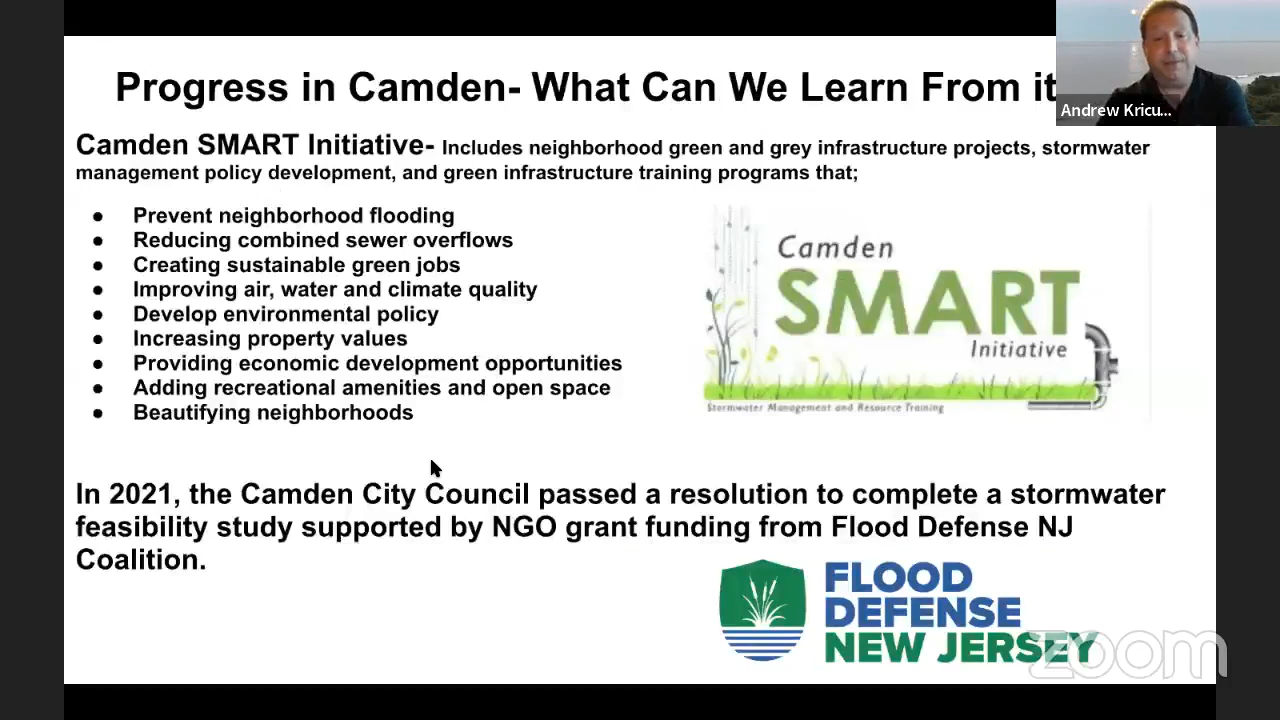 Progress in Camden- What Can We Learn From it
Andrew Kricu...
Camden SMART Initiative- Includes neighborhood green and grey infrastructure projects, stormwater
management policy development, and green infrastructure training programs that;
● Prevent neighborhood flooding
● Reducing combined sewer overflows
● Creating sustainable green jobs
● Improving air, water and climate quality
● Develop environmental policy
● Increasing property values
● Providing economic development opportunities
● Adding recreational amenities and open space
● Beautifying neighborhoods
Camden
SMART
Initiative
Stormwater Management and Resource Training
In 2021, the Camden City Council passed a resolution to complete a stormwater
feasibility study supported by NGO grant funding from Flood Defense NJ
Coalition.
FLOOD
DEFENSE
NEW JERSEY
zoom